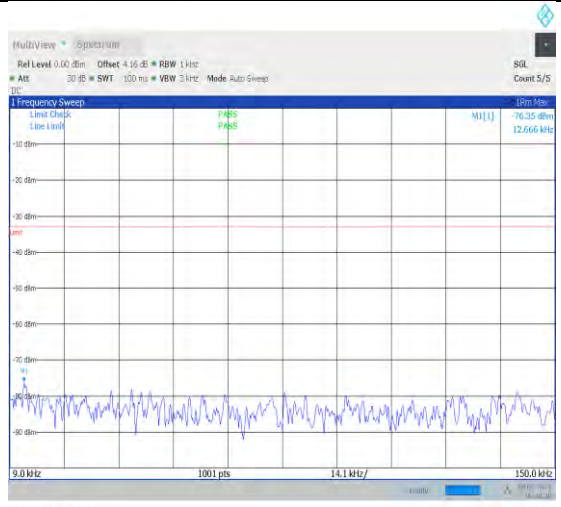 MultiView Spectrum
Ref Level 0.00 dBm Offset 4.16 dB RBW 1 kHz SGL
Att 30 dB SWT 100 ms VBW 3 kHz Mode Auto Sweep Count 5/5
DC
1 Frequency Sweep 1Rm Max
Limit Check PASS M1[1] -76.35 dBm
Line Limit PASS 12.666 kHz
-10 dBm
-20 dBm
-30 dBm
Limit
-40 dBm
-50 dBm
-60 dBm
-70 dBm
M1
-80 dBm
-90 dBm
9.0 kHz 1001 pts 14.1 kHz/ 150.0 kHz